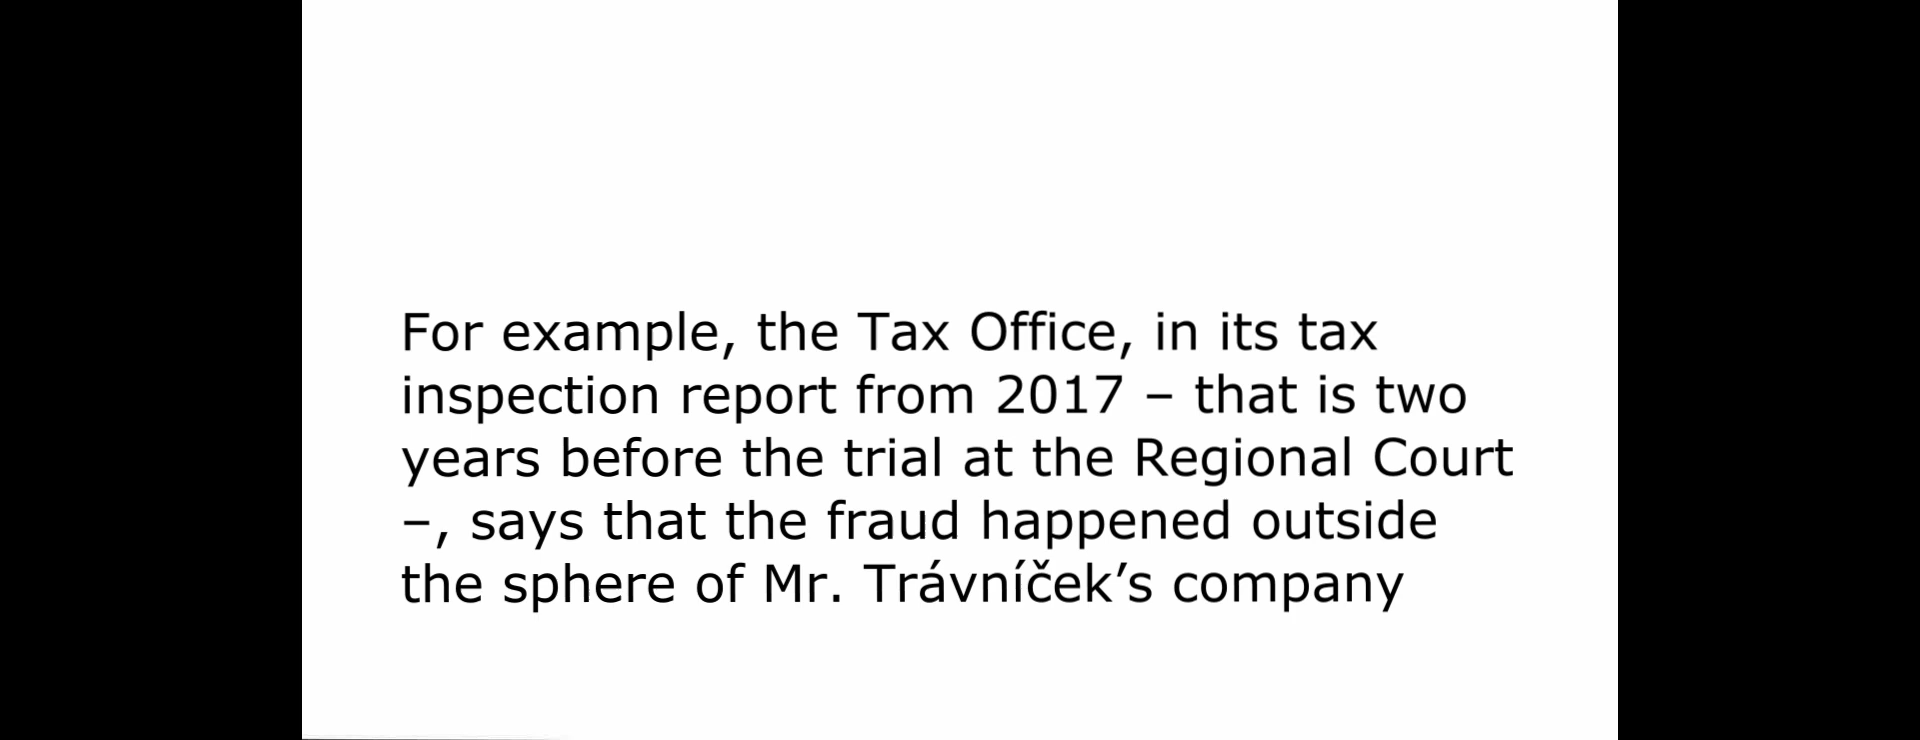 For example, the Tax Office, in its tax
inspection report from 2017 – that is two
years before the trial at the Regional Court
–, says that the fraud happened outside
the sphere of Mr. Trávníček’s company